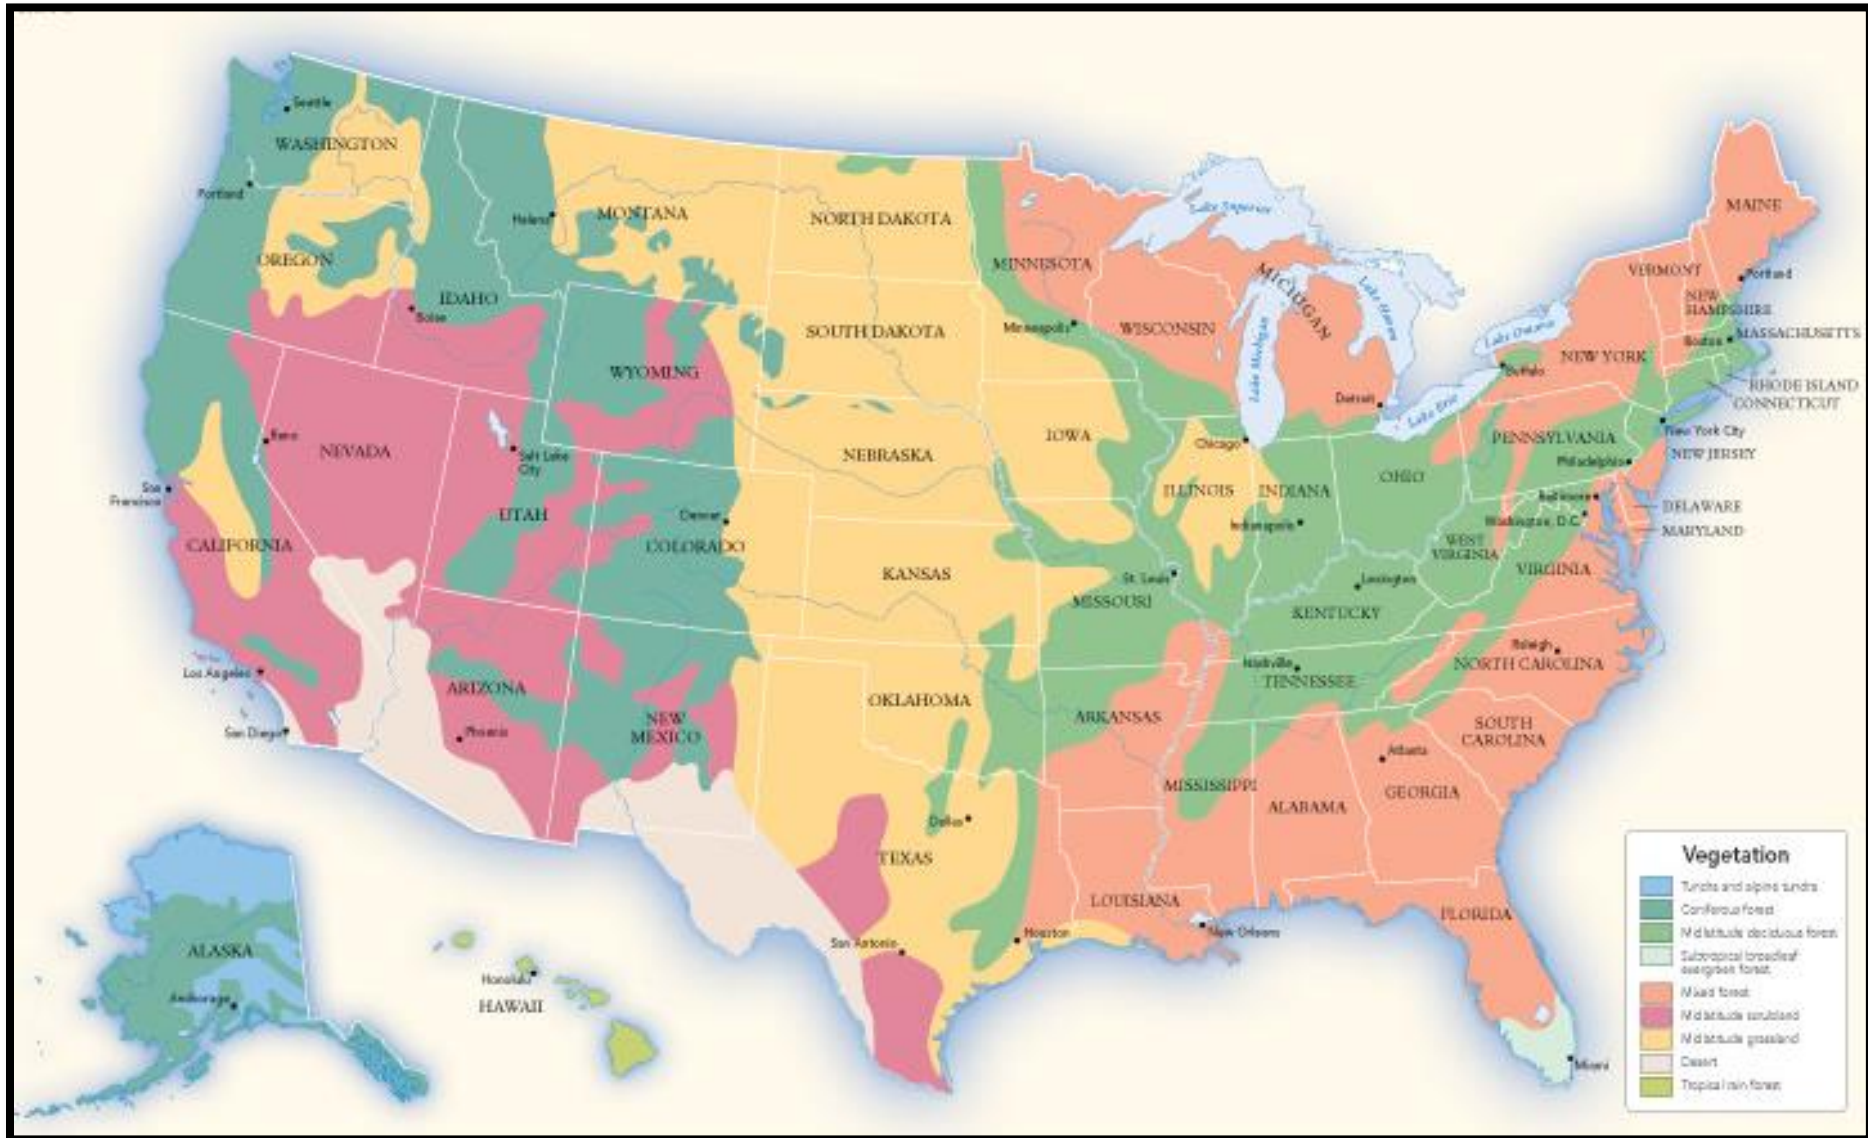 Seattle
WASHINGTON
Portland
OREGON
IDAHO
Boise
Helena
MONTANA
NORTH DAKOTA
SOUTH DAKOTA
WYOMING
NEBRASKA
Reno
NEVADA
Salt Lake
City
UTAH
Denver
COLORADO
KANSAS
San
Francisco
CALIFORNIA
Los Angeles
San Diego
ARIZONA
Phoenix
NEW
MEXICO
OKLAHOMA
Dallas
TEXAS
San Antonio
Houston
MINNESOTA
Minneapolis
WISCONSIN
Lake Superior
MICHIGAN
Lake Michigan
Lake Huron
Lake Erie
Lake Ontario
Detroit
IOWA
Chicago
ILLINOIS
INDIANA
Indianapolis
OHIO
St. Louis
MISSOURI
Lexington
KENTUCKY
Nashville
TENNESSEE
ARKANSAS
MISSISSIPPI
ALABAMA
Atlanta
GEORGIA
LOUISIANA
New Orleans
FLORIDA
Miami
SOUTH
CAROLINA
Raleigh
NORTH CAROLINA
VIRGINIA
WEST
VIRGINIA
Washington, D.C.
Baltimore
MARYLAND
DELAWARE
Philadelphia
PENNSYLVANIA
NEW JERSEY
New York City
CONNECTICUT
RHODE ISLAND
Buffalo
NEW YORK
Boston
MASSACHUSETTS
NEW
HAMPSHIRE
VERMONT
Portland
MAINE
ALASKA
Anchorage
Honolulu
HAWAII
Vegetation
Tundra and alpine tundra
Coniferous forest
Midlatitude deciduous forest
Subtropical broadleaf
evergreen forest
Mixed forest
Midlatitude scrubland
Midlatitude grassland
Desert
Tropical rain forest